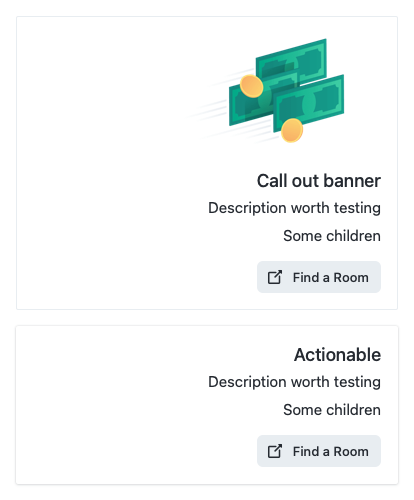 Call out banner
Description worth testing
Some children
Find a Room
Actionable
Description worth testing
Some children
Find a Room